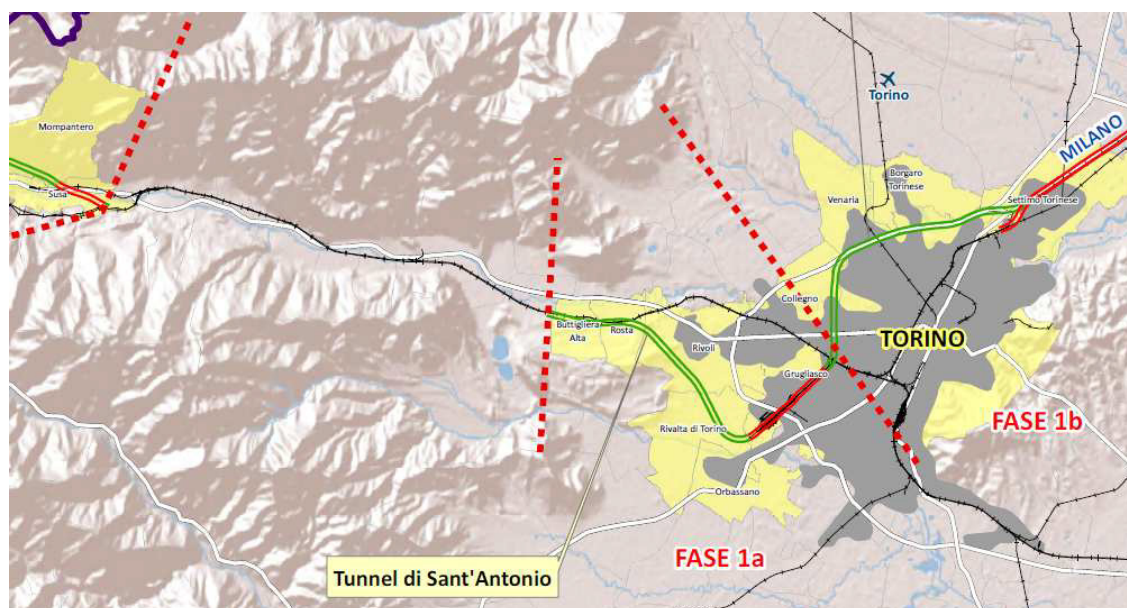 Torino
MILANO
Mompantero
Borgaro
Torinese
Susa
Venaria
Settimo Torinese
Collegno
Buttigliera
Alta
Rosta
Rivoli
TORINO
Grugliasco
FASE 1b
Rivalta di Torino
Orbassano
FASE 1a
Tunnel di Sant'Antonio